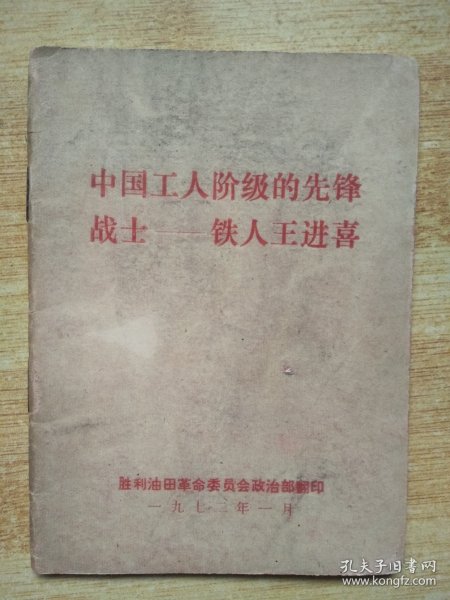 中国工人阶级的先锋
战士——铁人王进喜
胜利油田革命委员会政治部翻印
一九七二年一月
孔夫子旧书网
www.kongfz.com